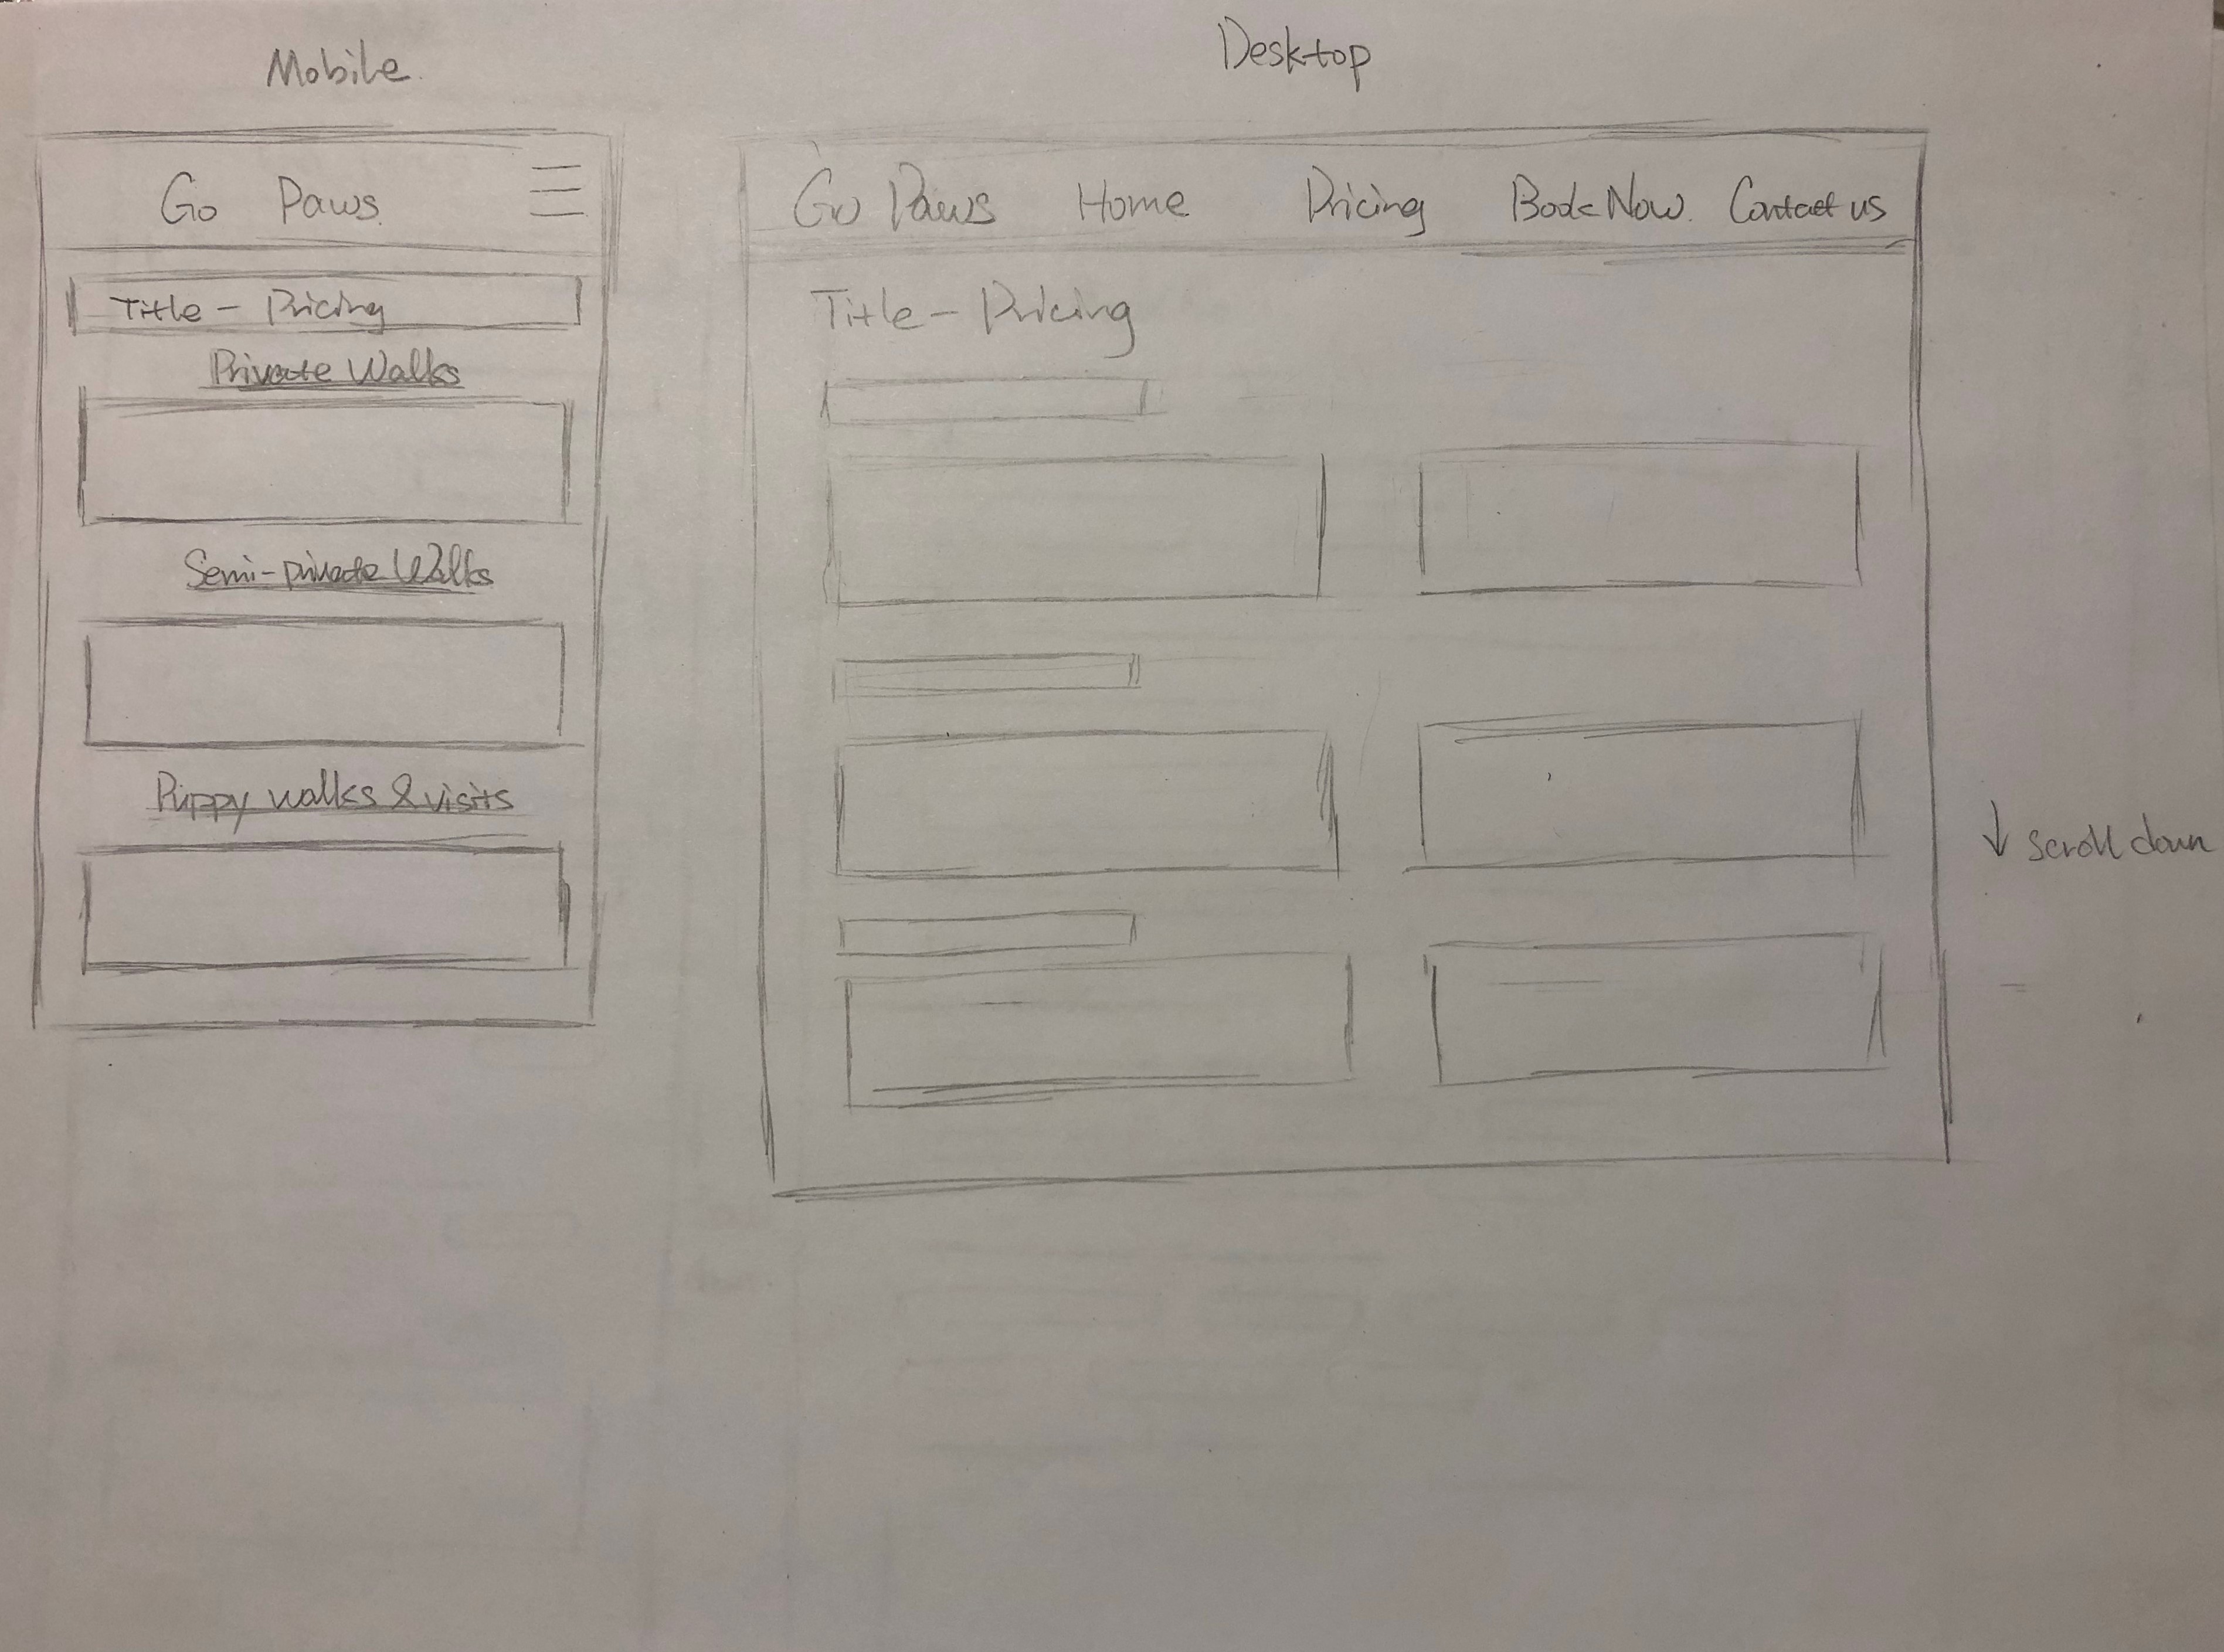 Mobile
Go Paws
Title - Pricing
Private Walks
Semi-private Walks
Puppy walks & visits
Desktop
Go Paws Home Pricing Book Now Contact us
Title - Pricing
↓ scroll down